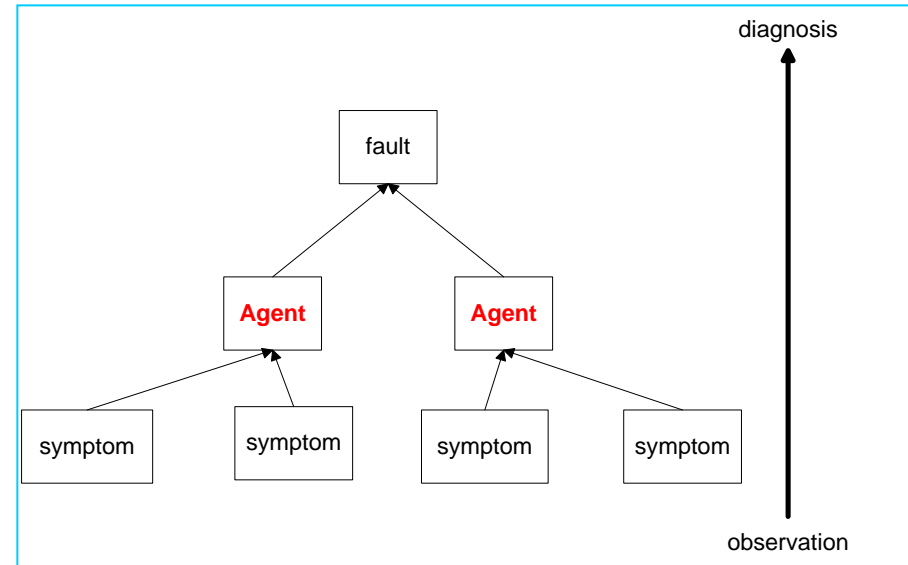 diagnosis
fault
Agent
Agent
symptom
symptom
symptom
symptom
observation